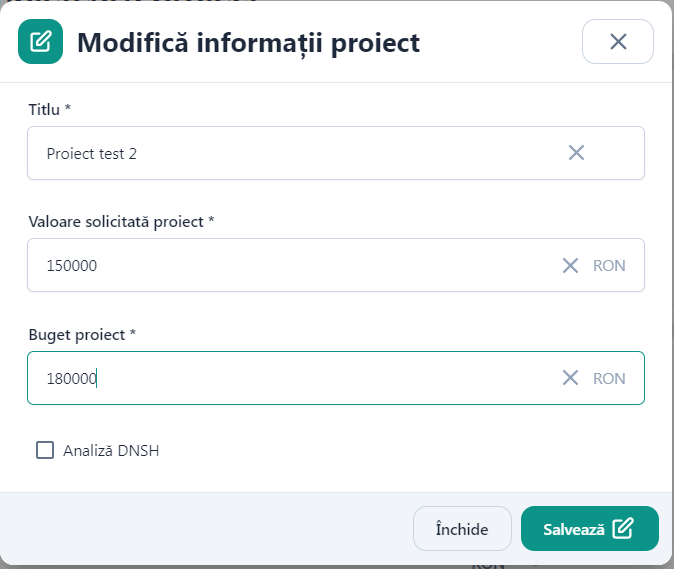 Modifică informații proiect
Titlu *
Proiect test 2
Valoare solicitată proiect *
150000 RON
Buget proiect *
180000 RON
Analiză DNSH
Închide Salvează